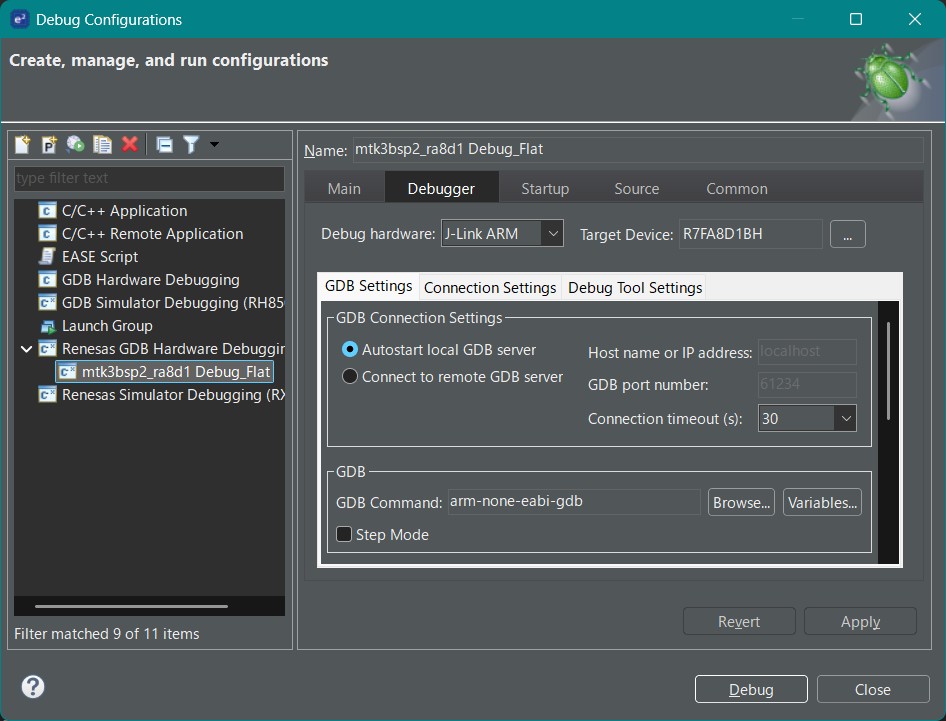 e²
Debug Configurations
Create, manage, and run configurations
type filter text
C/C++ Application
C/C++ Remote Application
EASE Script
GDB Hardware Debugging
GDB Simulator Debugging (RH85
Launch Group
Renesas GDB Hardware Debuggir
mtk3bsp2_ra8d1 Debug_Flat
Renesas Simulator Debugging (RX
Filter matched 9 of 11 items
Name: mtk3bsp2_ra8d1 Debug_Flat
Main Debugger Startup Source Common
Debug hardware: J-Link ARM Target Device: R7FA8D1BH ...
GDB Settings Connection Settings Debug Tool Settings
GDB Connection Settings
Autostart local GDB server
Connect to remote GDB server
Host name or IP address: localhost
GDB port number: 61234
Connection timeout (s): 30
GDB
GDB Command: arm-none-eabi-gdb Browse... Variables...
Step Mode
Revert Apply
? Debug Close